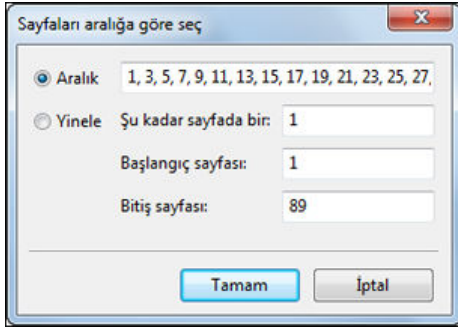 Sayfaları aralığa göre seç
Aralık 1, 3, 5, 7, 9, 11, 13, 15, 17, 19, 21, 23, 25, 27,
Yinele Şu kadar sayfada bir: 1
Başlangıç sayfası: 1
Bitiş sayfası: 89
Tamam İptal